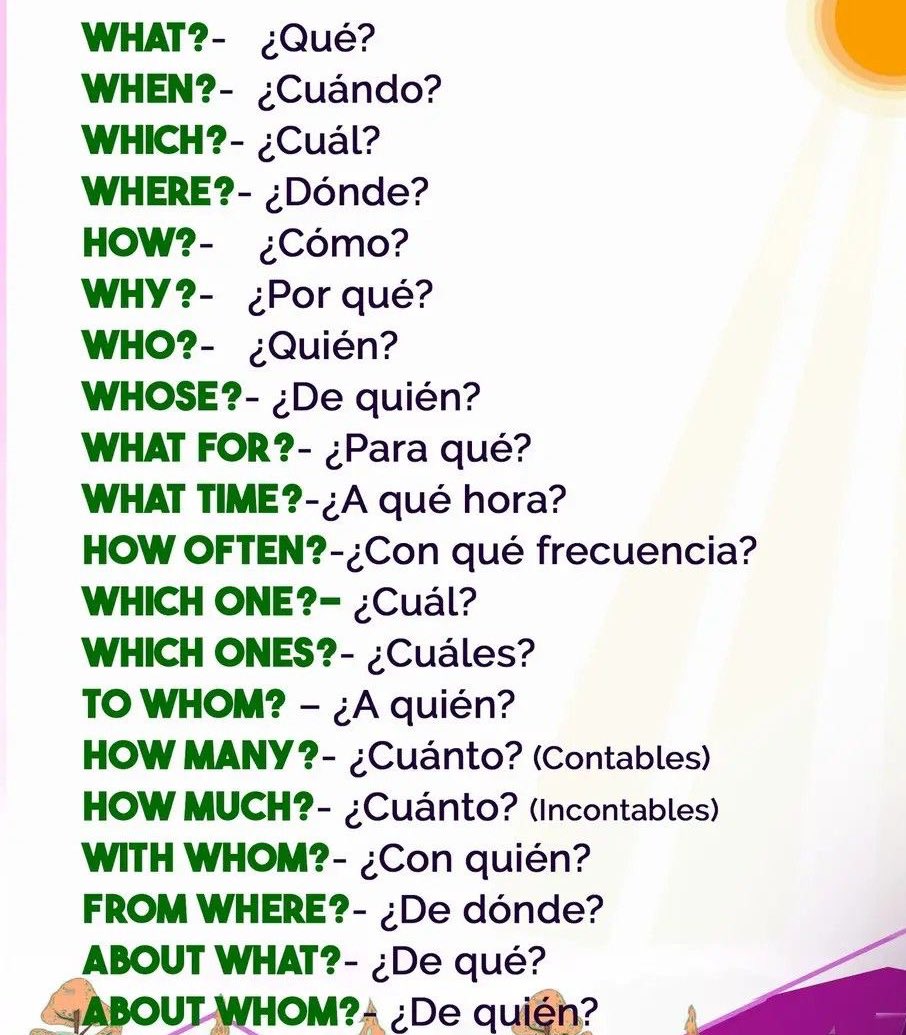 WHAT?- ¿Qué?
WHEN?- ¿Cuándo?
WHICH?- ¿Cuál?
WHERE?- ¿Dónde?
HOW?- ¿Cómo?
WHY?- ¿Por qué?
WHO?- ¿Quién?
WHOSE?- ¿De quién?
WHAT FOR?- ¿Para qué?
WHAT TIME?-¿A qué hora?
HOW OFTEN?-¿Con qué frecuencia?
WHICH ONE?- ¿Cuál?
WHICH ONES?- ¿Cuáles?
TO WHOM? – ¿A quién?
HOW MANY?- ¿Cuánto? (Contables)
HOW MUCH?- ¿Cuánto? (Incontables)
WITH WHOM?- ¿Con quién?
FROM WHERE?- ¿De dónde?
ABOUT WHAT?- ¿De qué?
ABOUT WHOM?- ¿De quién?